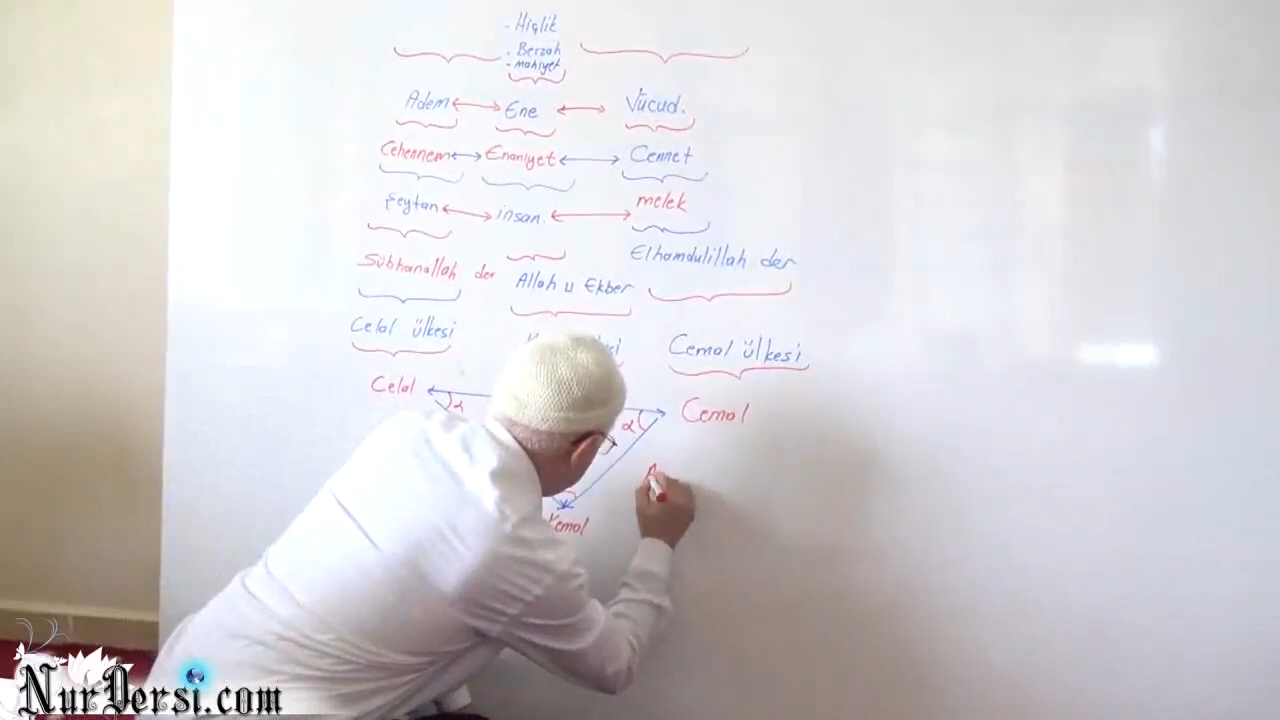 - Hiçlik
- Berzah
- mahiyet
Adem Ene Vücud.
Cehennem Enaniyet Cennet
Şeytan insan. melek
Sübhanallah der Allah u Ekber Elhamdulillah der
Celal ülkesi Cemal ülkesi
Celal Cemal
α α
Kemal
NurDersi.com